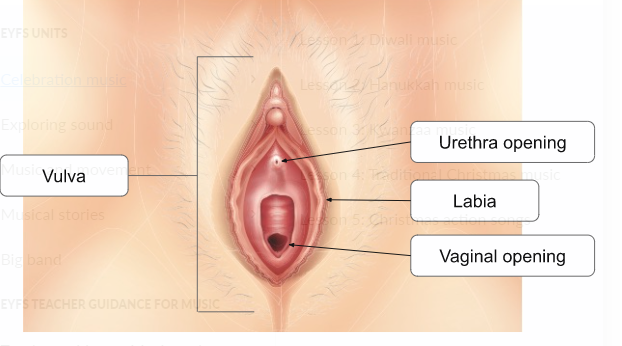 EYFS UNITS
Lesson 1: Diwali music
Celebration music
Lesson 2: Hanukkah music
Exploring sound
Lesson 3: Kwanzaa music
Urethra opening
Music and movement
Lesson 4: Traditional Christmas music
Vulva
Labia
Musical stories
Lesson 5: Christmas action songs
Big band
Vaginal opening
EYFS TEACHER GUIDANCE FOR MUSIC